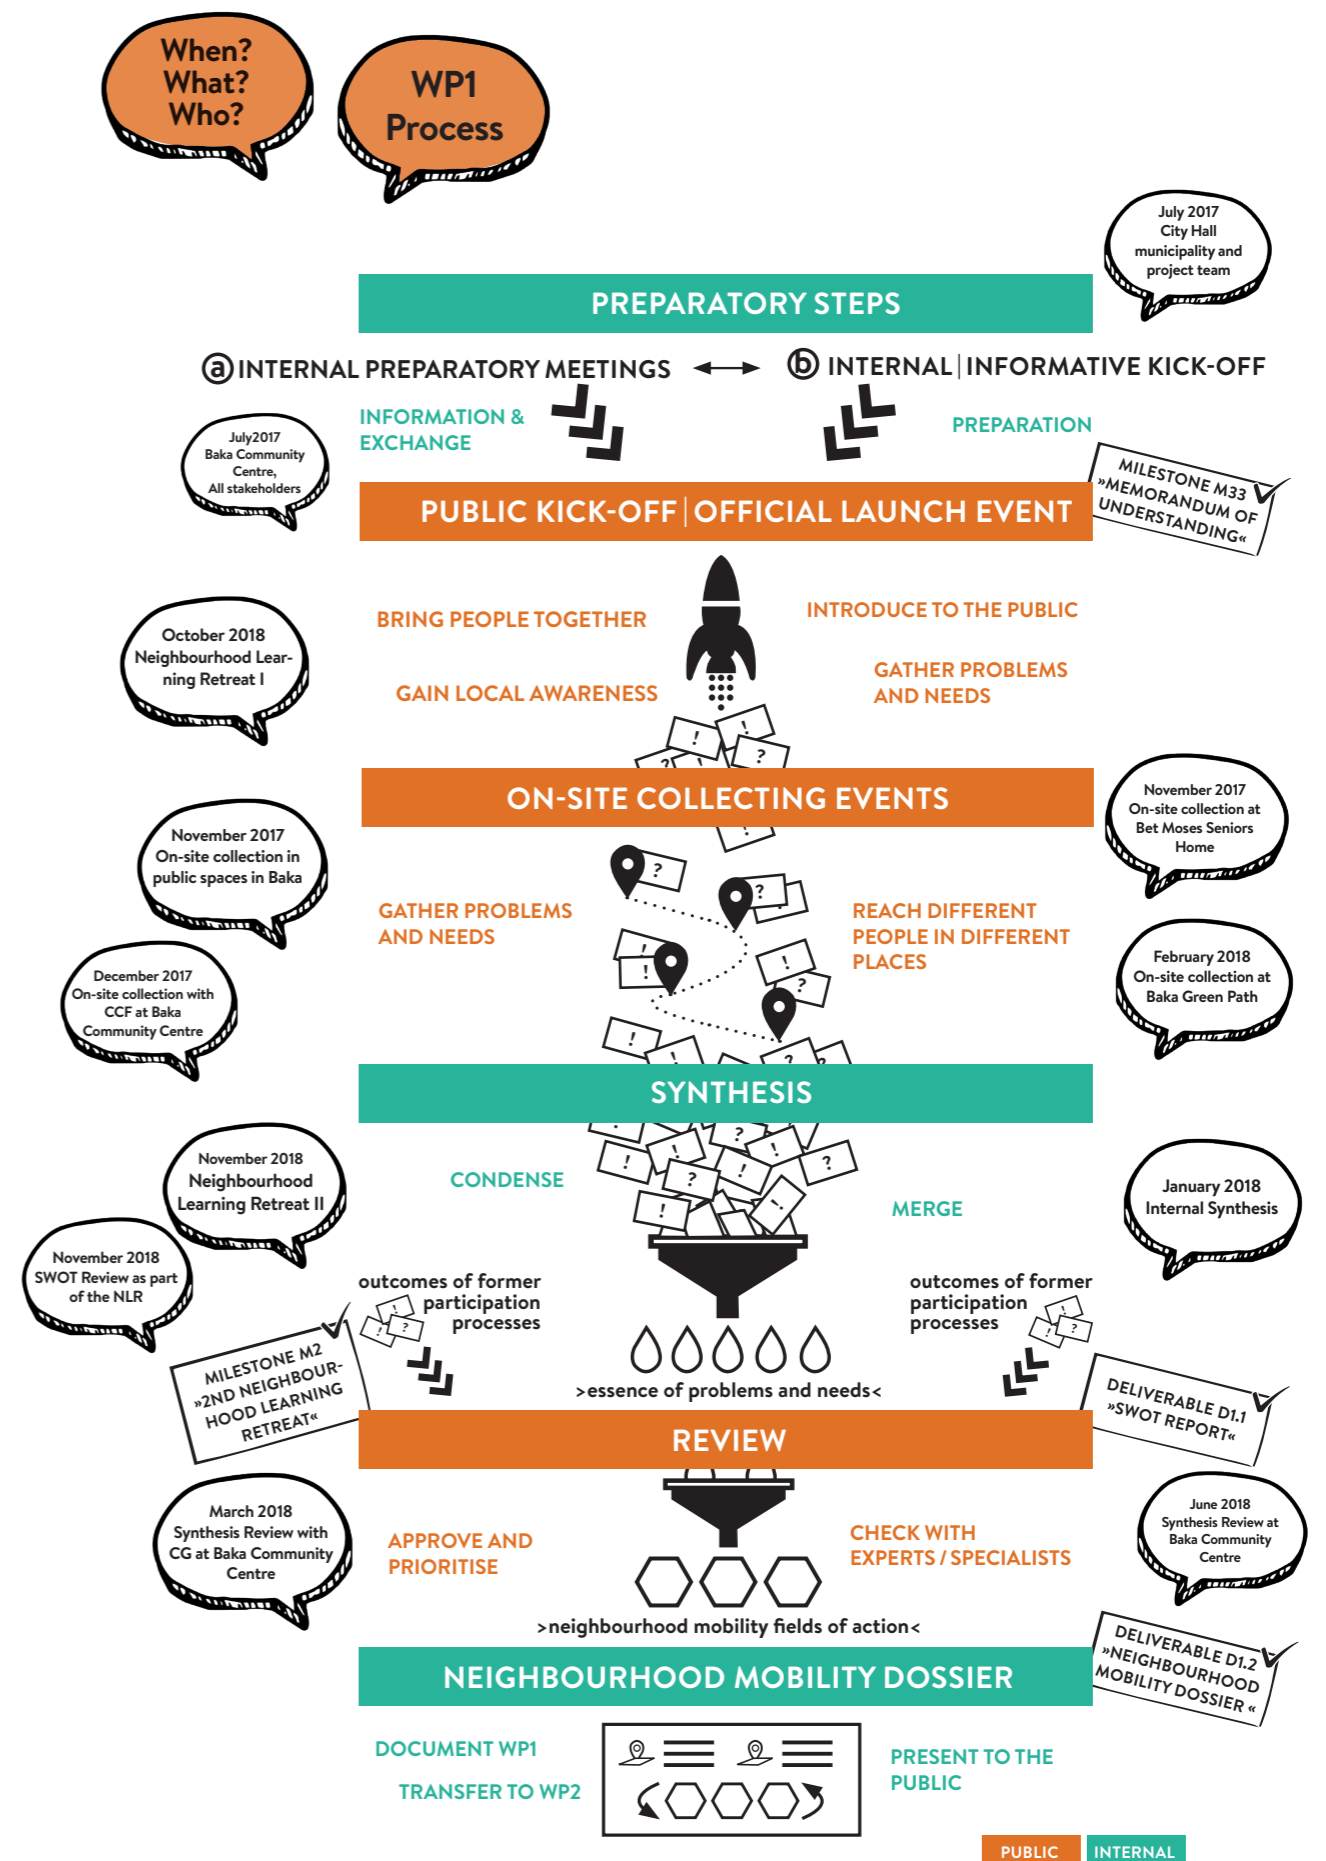 When?
What?
Who?
WP1
Process
July 2017
City Hall
municipality and
project team
PREPARATORY STEPS
a INTERNAL PREPARATORY MEETINGS
b INTERNAL | INFORMATIVE KICK-OFF
INFORMATION &
EXCHANGE
PREPARATION
July2017
Baka Community
Centre,
All stakeholders
MILESTONE M33
»MEMORANDUM OF
UNDERSTANDING«
PUBLIC KICK-OFF | OFFICIAL LAUNCH EVENT
BRING PEOPLE TOGETHER
INTRODUCE TO THE PUBLIC
October 2018
Neighbourhood Lear-
ning Retreat I
GAIN LOCAL AWARENESS
GATHER PROBLEMS
AND NEEDS
! ! ? ? !
ON-SITE COLLECTING EVENTS
November 2017
On-site collection at
Bet Moses Seniors
Home
November 2017
On-site collection in
public spaces in Baka
GATHER PROBLEMS
AND NEEDS
REACH DIFFERENT
PEOPLE IN DIFFERENT
PLACES
December 2017
On-site collection with
CCF at Baka
Community Centre
February 2018
On-site collection at
Baka Green Path
SYNTHESIS
November 2018
Neighbourhood
Learning Retreat II
CONDENSE
MERGE
January 2018
Internal Synthesis
November 2018
SWOT Review as part
of the NLR
outcomes of former
participation
processes
outcomes of former
participation
processes
MILESTONE M2
»2ND NEIGHBOUR-
HOOD LEARNING
RETREAT«
>essence of problems and needs<
DELIVERABLE D1.1
»SWOT REPORT«
REVIEW
March 2018
Synthesis Review with
CG at Baka Community
Centre
APPROVE AND
PRIORITISE
CHECK WITH
EXPERTS / SPECIALISTS
June 2018
Synthesis Review at
Baka Community
Centre
>neighbourhood mobility fields of action<
NEIGHBOURHOOD MOBILITY DOSSIER
DELIVERABLE D1.2
»NEIGHBOURHOOD
MOBILITY DOSSIER «
DOCUMENT WP1
TRANSFER TO WP2
PRESENT TO THE
PUBLIC
PUBLIC
INTERNAL